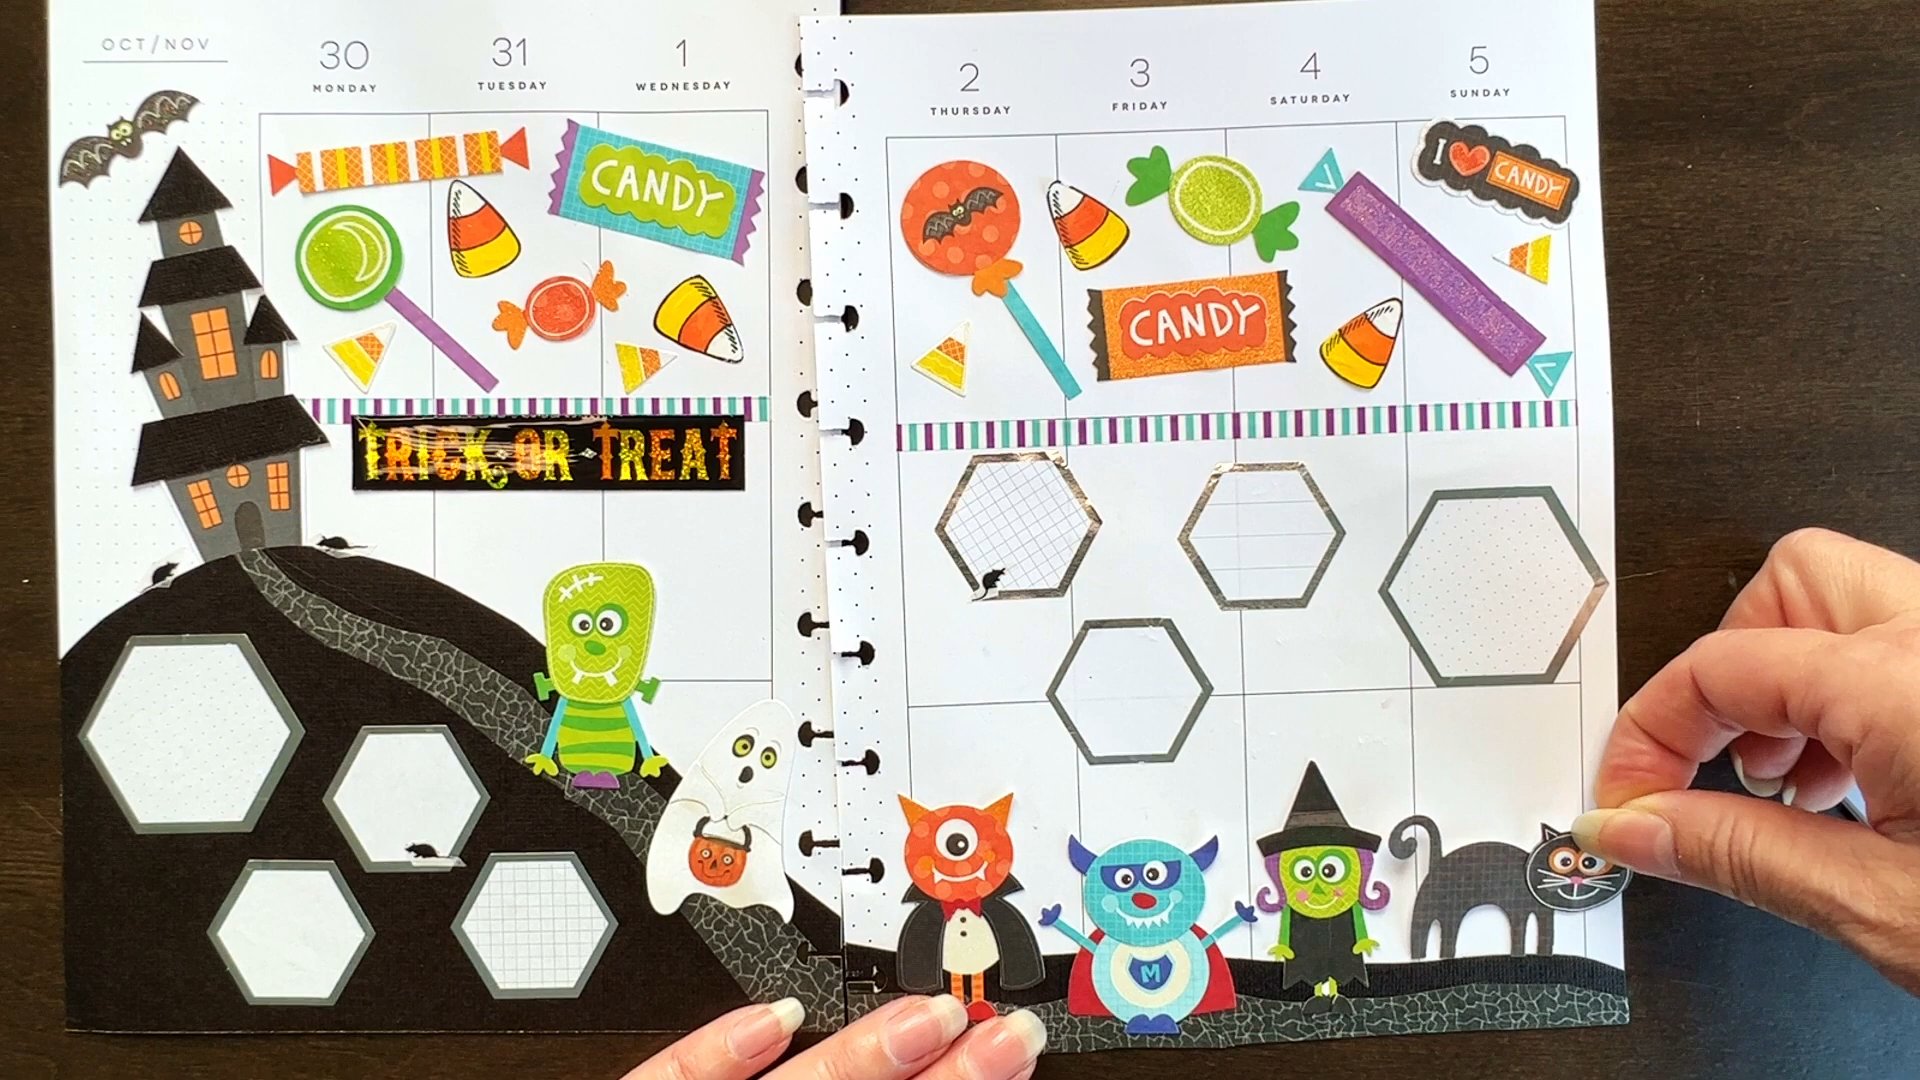 OCT/NOV
30
MONDAY
31
TUESDAY
1
WEDNESDAY
2
THURSDAY
3
FRIDAY
4
SATURDAY
5
SUNDAY
CANDY
I CANDY
CANDY
TRICK OR TREAT
M